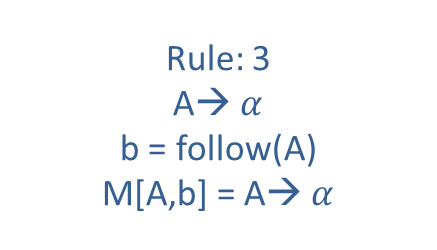 Rule: 3
A→ α
b = follow(A)
M[A,b] = A→ α